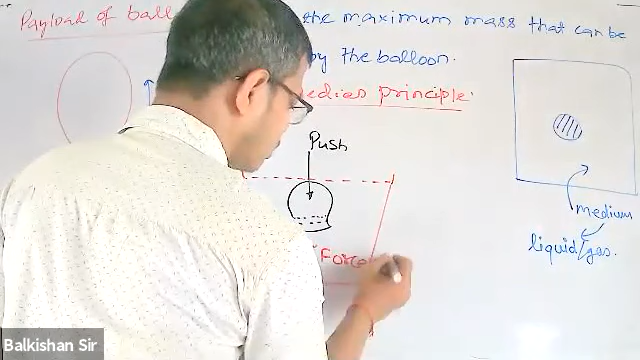 Payload of ball the maximum mass that can be
by the balloon.
edies principle:
Push
Force
medium
liquid/gas.
Balkishan Sir